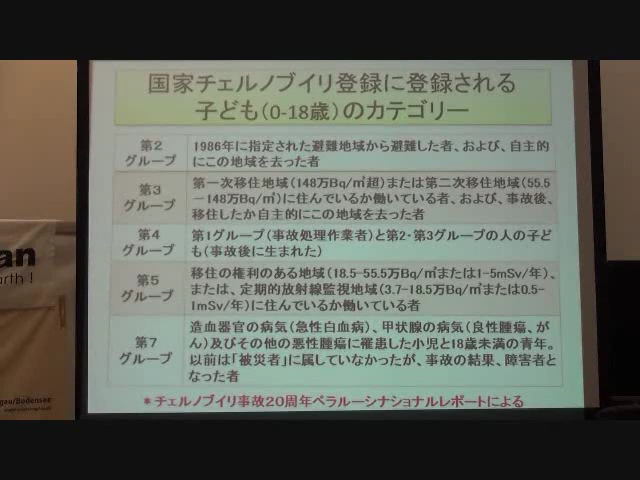 国家チェルノブイリ登録に登録される
子ども(0-18歳)のカテゴリー
第2
グループ
1986年に指定された避難地域から避難した者、および、自主的
にこの地域を去った者
第3
グループ
第一次移住地域(148万Bq/㎡超)または第二次移住地域(55.5
－148万Bq/㎡)に住んでいるか働いている者、および、事故後、
移住したか自主的にこの地域を去った者
第4
グループ
第1グループ(事故処理作業者)と第2・第3グループの人の子ど
も(事故後に生まれた)
第5
グループ
移住の権利のある地域(18.5-55.5万Bq/㎡または1-5mSv/年)、
または、定期的放射線監視地域(3.7-18.5万Bq/㎡または0.5-
1mSv/年)に住んでいるか働いている者
第7
グループ
造血器官の病気(急性白血病)、甲状腺の病気(良性腫瘍、が
ん)及びその他の悪性腫瘍に罹患した小児と18歳未満の青年。
以前は「被災者」に属していなかったが、事故の結果、障害者と
なった者
*チェルノブイリ事故20周年ベラルーシナショナルレポートによる
an
arth !
gau/Bodensee